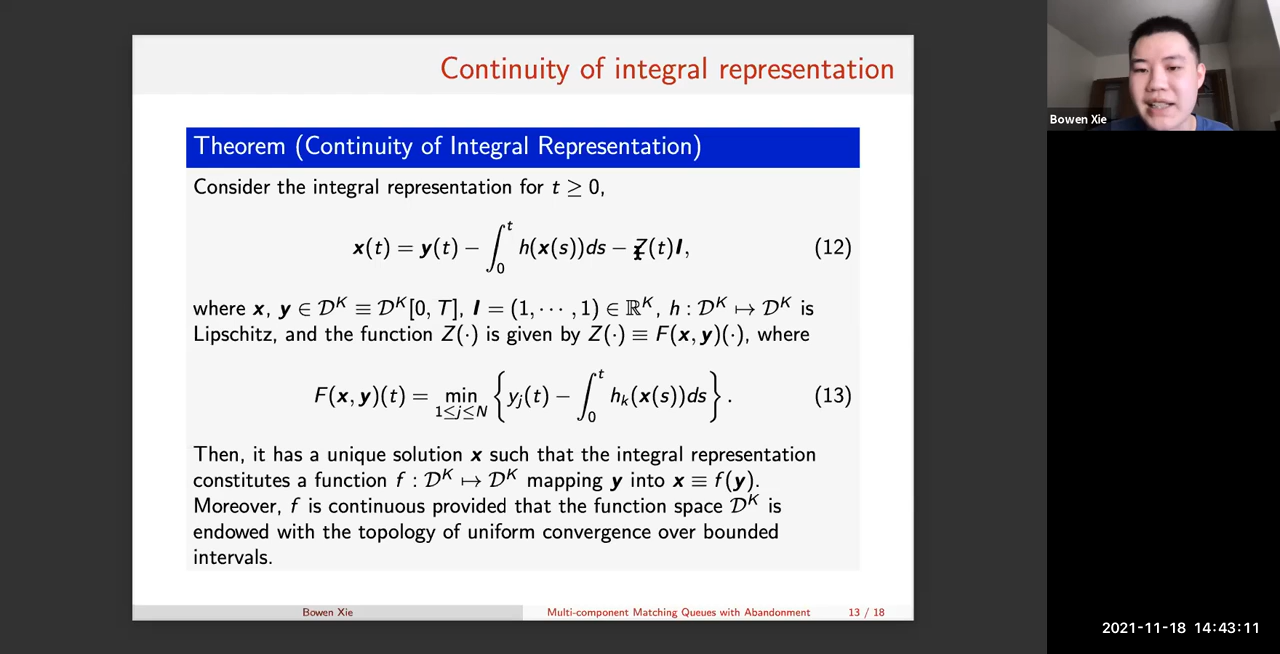 Continuity of integral representation
Theorem (Continuity of Integral Representation)
Consider the integral representation for t ≥ 0,
x(t) = y(t) − ∫₀ᵗ h(x(s))ds − Z(t)I, (12)
where x, y ∈ 𝒟ᴷ ≡ 𝒟ᴷ[0, T], I = (1, ⋯ , 1) ∈ ℝᴷ, h : 𝒟ᴷ ↦ 𝒟ᴷ is
Lipschitz, and the function Z(·) is given by Z(·) ≡ F(x, y)(·), where
F(x, y)(t) = min_{1≤j≤N} { y_j(t) − ∫₀ᵗ h_k(x(s))ds } . (13)
Then, it has a unique solution x such that the integral representation
constitutes a function f : 𝒟ᴷ ↦ 𝒟ᴷ mapping y into x ≡ f(y).
Moreover, f is continuous provided that the function space 𝒟ᴷ is
endowed with the topology of uniform convergence over bounded
intervals.
Bowen Xie Multi-component Matching Queues with Abandonment 13 / 18
Bowen Xie
2021-11-18 14:43:11